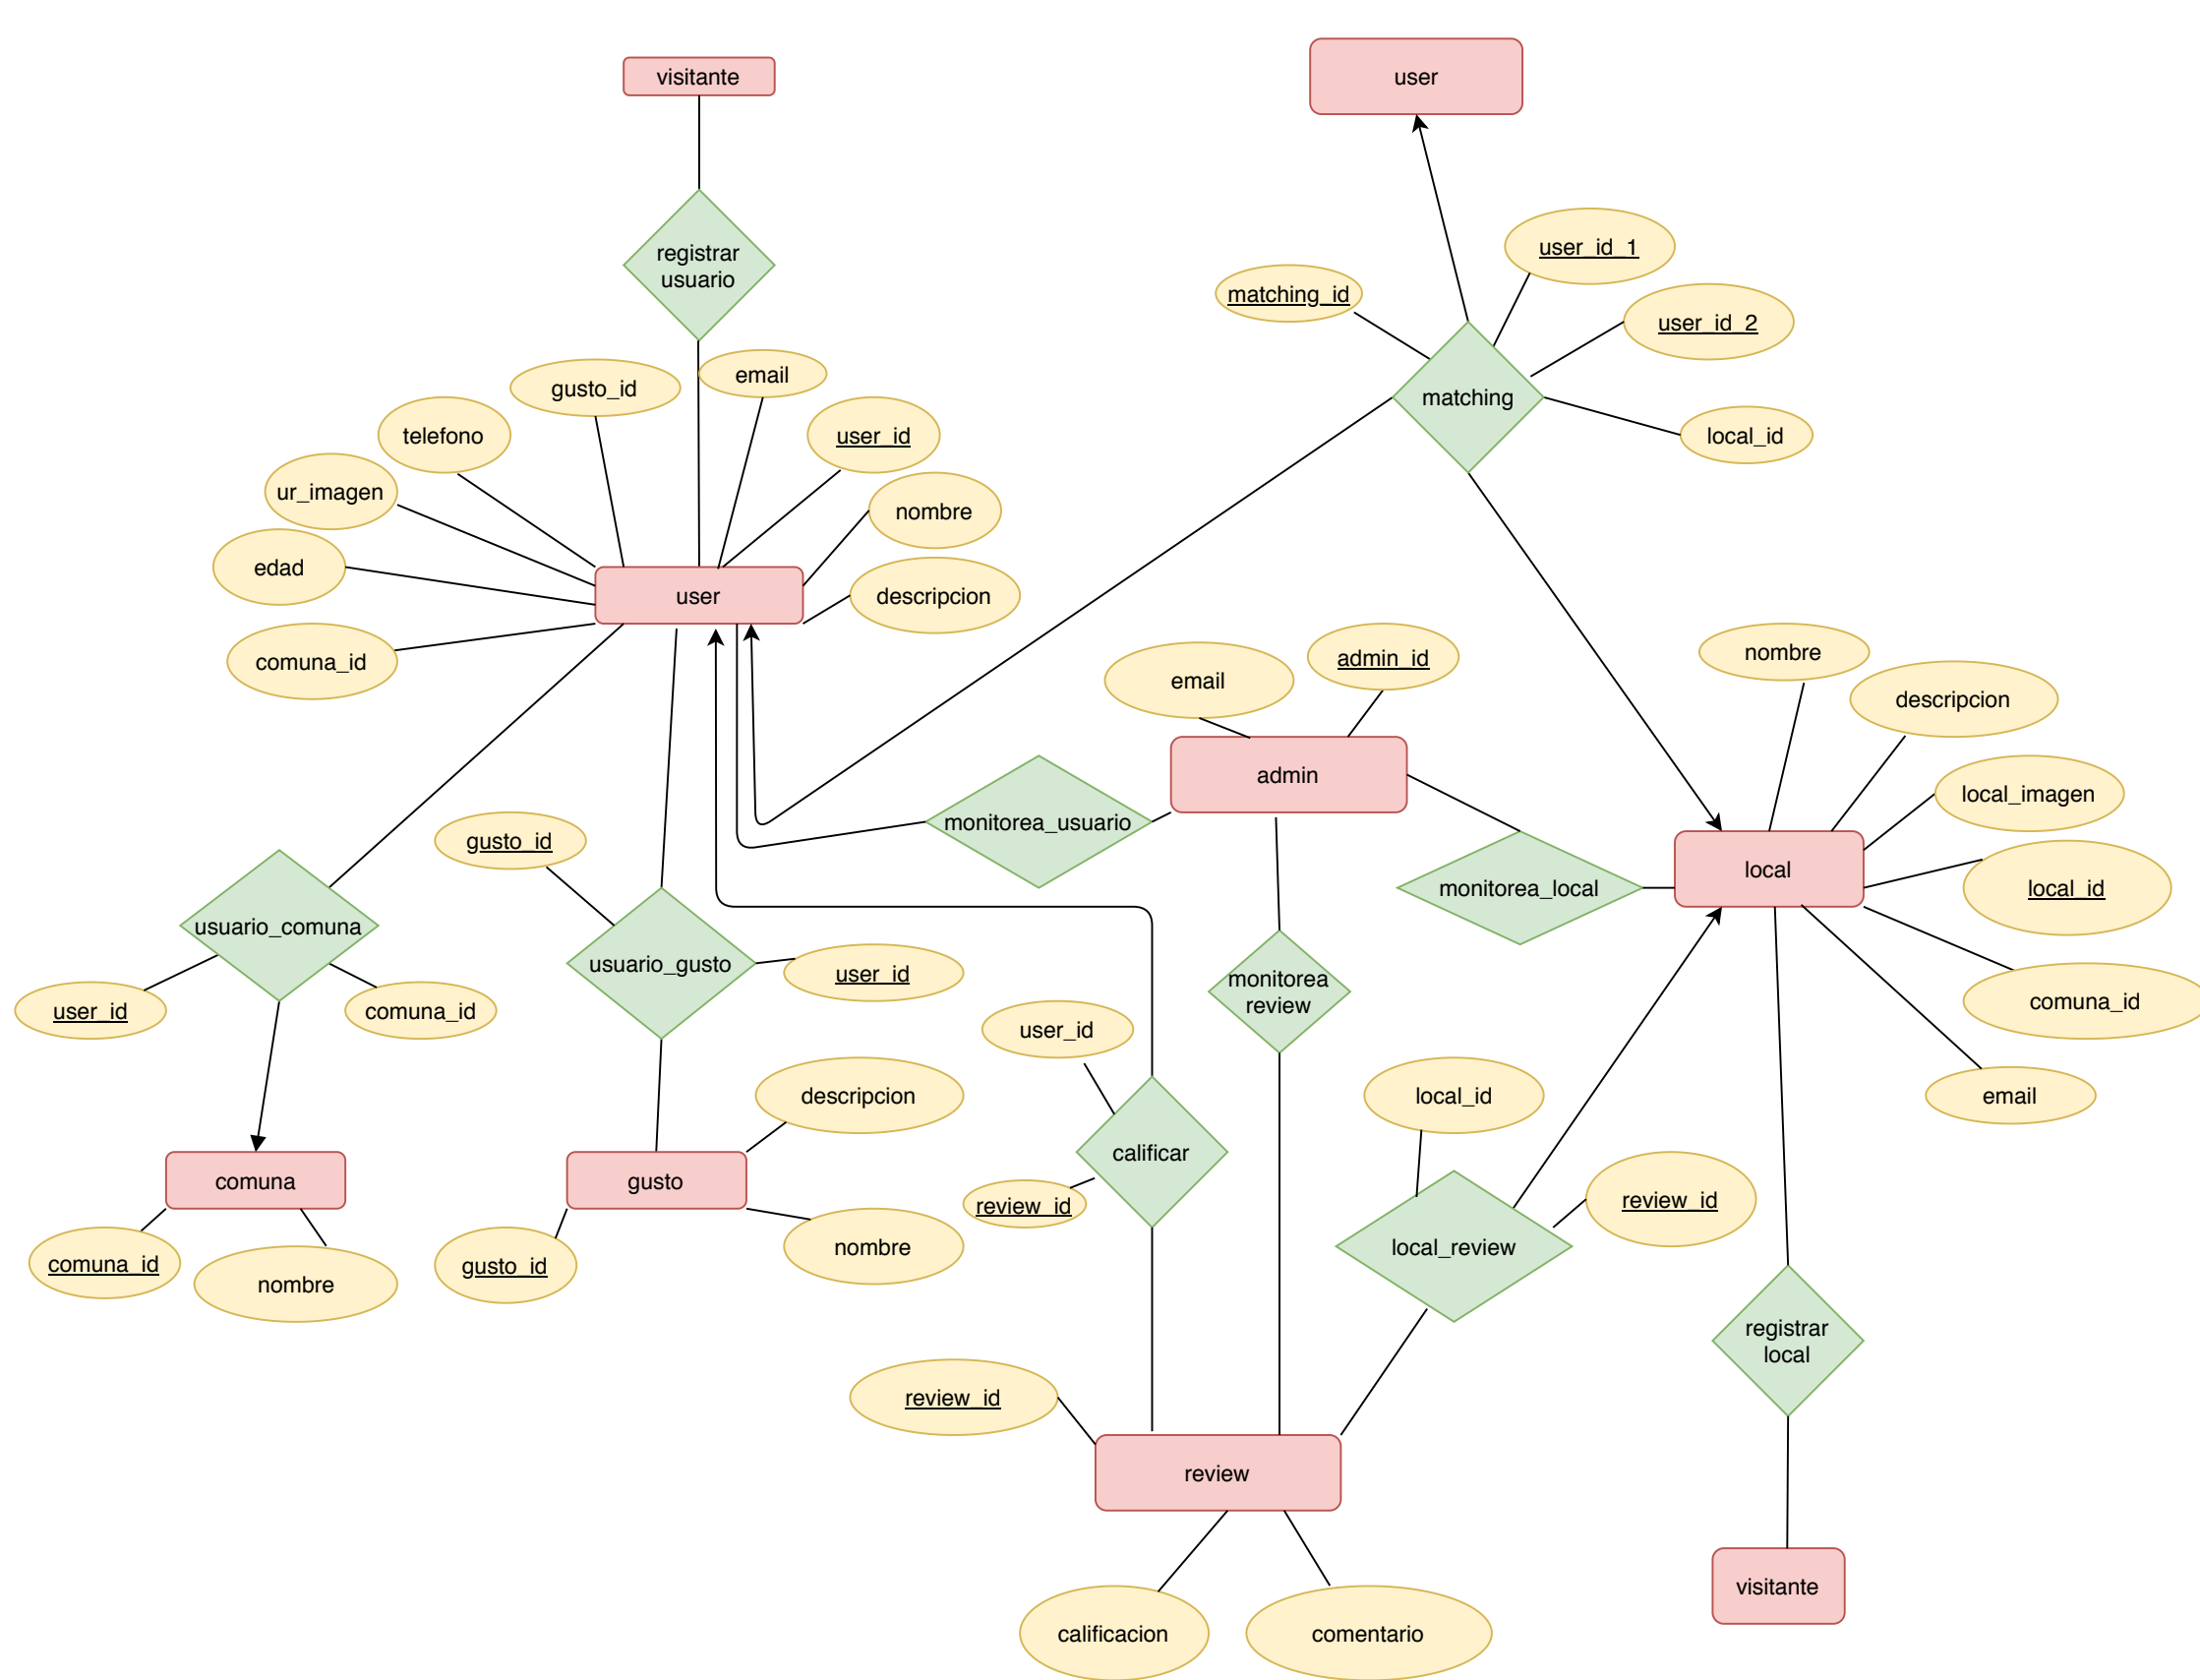 visitante
user
registrar
usuario
user_id_1
matching_id
user_id_2
gusto_id
email
matching
telefono
user_id
local_id
ur_imagen
nombre
edad
user
descripcion
comuna_id
email
admin_id
nombre
descripcion
admin
local_imagen
monitorea_usuario
gusto_id
local
monitorea_local
local_id
usuario_comuna
usuario_gusto
user_id
monitorea
review
comuna_id
user_id
comuna_id
user_id
descripcion
local_id
email
calificar
comuna
gusto
review_id
review_id
local_review
nombre
comuna_id
gusto_id
nombre
registrar
local
review_id
review
visitante
calificacion
comentario